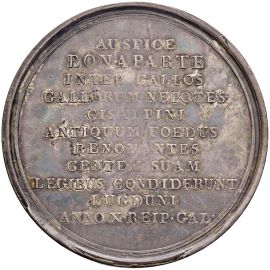 AUSPICE
BONAPARTE
INTER GALLOS
GALLORUM NEPOTES
CISALPINI
ANTIQUUM FOEDUS
RENOVANTES
GENTEM SUAM
LEGIBUS CONDIDERUNT
LUGDUNI
ANNO X · REIP · GAL ·